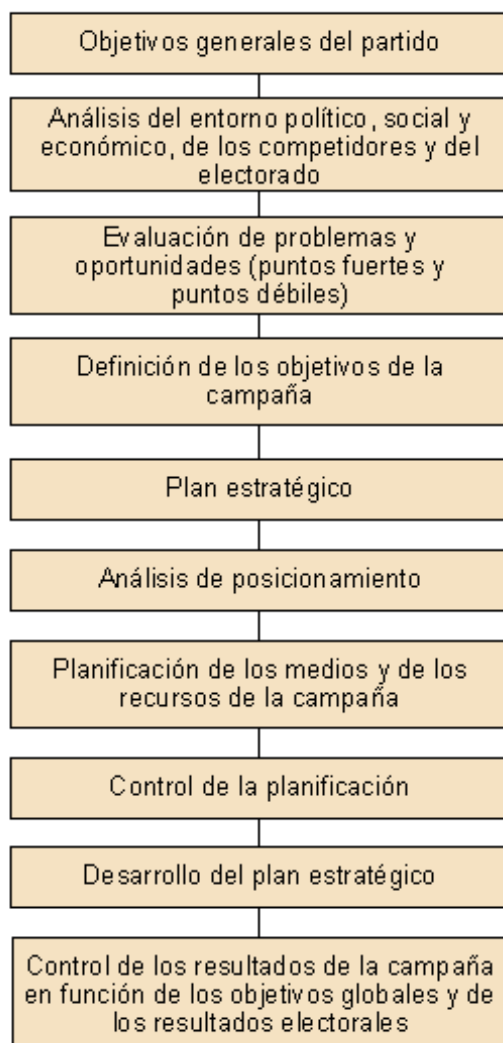 Objetivos generales del partido
Análisis del entorno político, social y
económico, de los competidores y del
electorado
Evaluación de problemas y
oportunidades (puntos fuertes y
puntos débiles)
Definición de los objetivos de la
campaña
Plan estratégico
Análisis de posicionamiento
Planificación de los medios y de los
recursos de la campaña
Control de la planificación
Desarrollo del plan estratégico
Control de los resultados de la campaña
en función de los objetivos globales y de
los resultados electorales